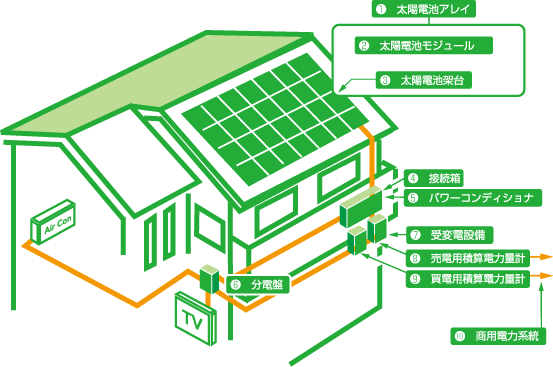 ❶ 太陽電池アレイ
❷ 太陽電池モジュール
❸ 太陽電池架台
❹ 接続箱
❺ パワーコンディショナ
❼ 受変電設備
❽ 売電用積算電力量計
❾ 買電用積算電力量計
❻ 分電盤
❿ 商用電力系統
Air Con
TV